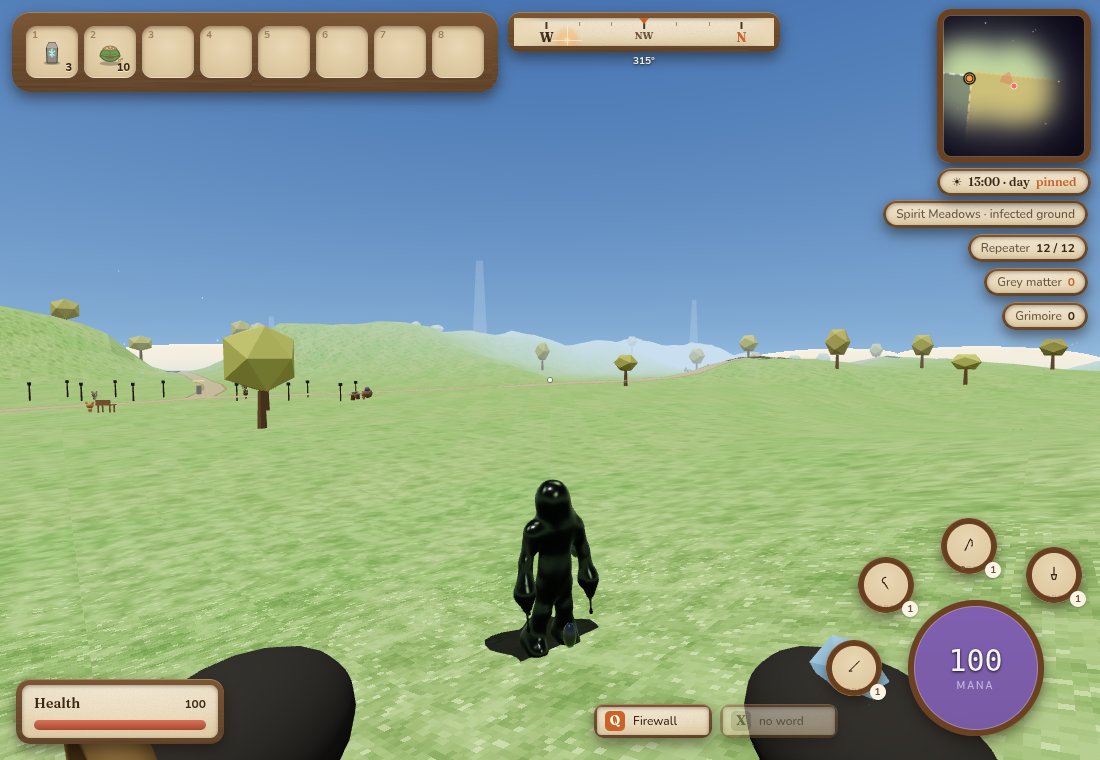 1
2
3
4
5
6
7
8
3
10
W
NW
N
315°
13:00 · day pinned
Spirit Meadows · infected ground
Repeater 12 / 12
Grey matter 0
Grimoire 0
1
1
1
1
100
MANA
Health 100
Q Firewall
X no word